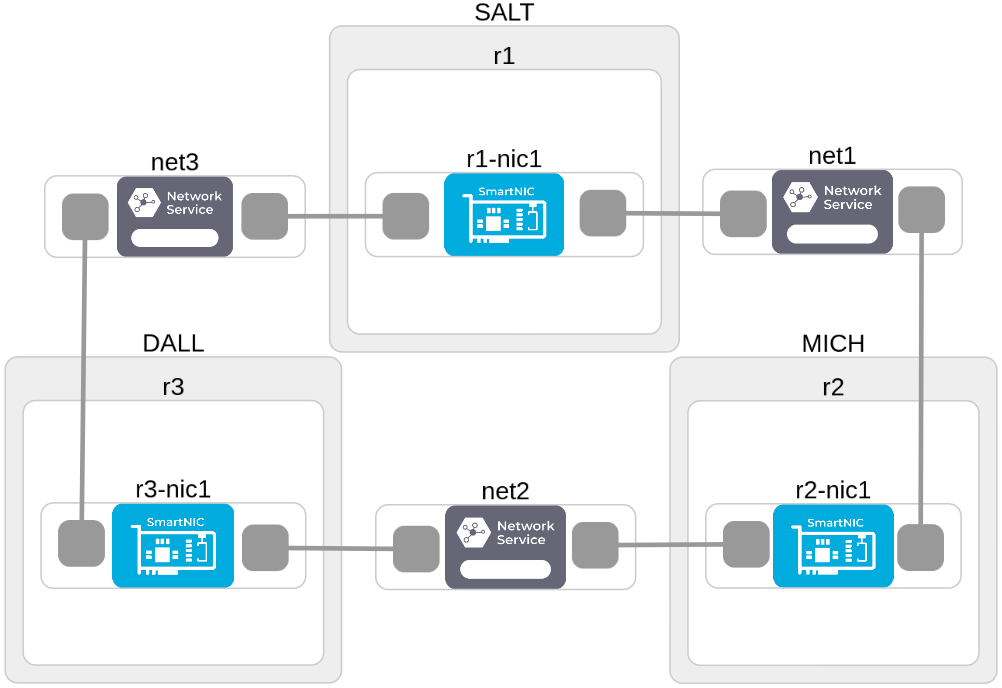 SALT
r1
net3
Network
Service
r1-nic1
SmartNIC
net1
Network
Service
DALL
r3
MICH
r2
r3-nic1
SmartNIC
net2
Network
Service
r2-nic1
SmartNIC